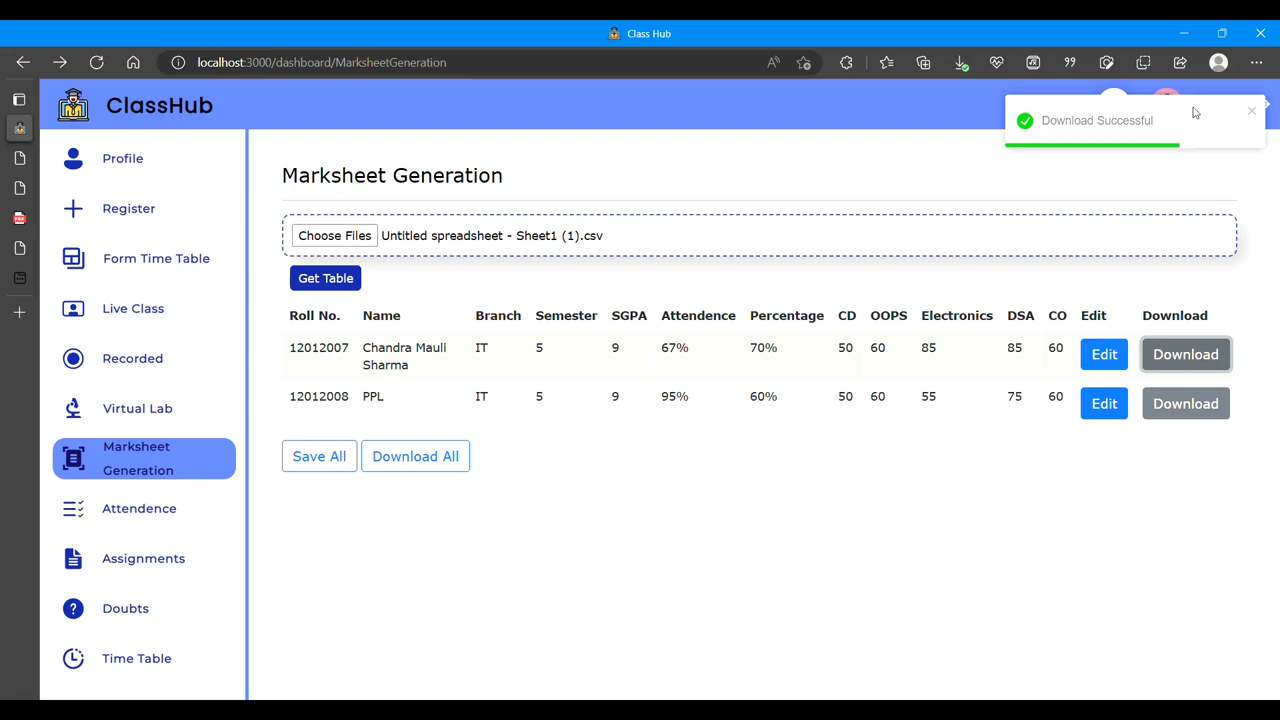 Class Hub
localhost:3000/dashboard/MarksheetGeneration
ClassHub
Download Successful
Profile
Register
Form Time Table
Live Class
Recorded
Virtual Lab
Marksheet
Generation
Attendence
Assignments
Doubts
Time Table
Marksheet Generation
Choose Files Untitled spreadsheet - Sheet1 (1).csv
Get Table
Roll No. Name Branch Semester SGPA Attendence Percentage CD OOPS Electronics DSA CO Edit Download
12012007 Chandra Mauli IT 5 9 67% 70% 50 60 85 85 60 Edit Download
Sharma
12012008 PPL IT 5 9 95% 60% 50 60 55 75 60 Edit Download
Save All Download All